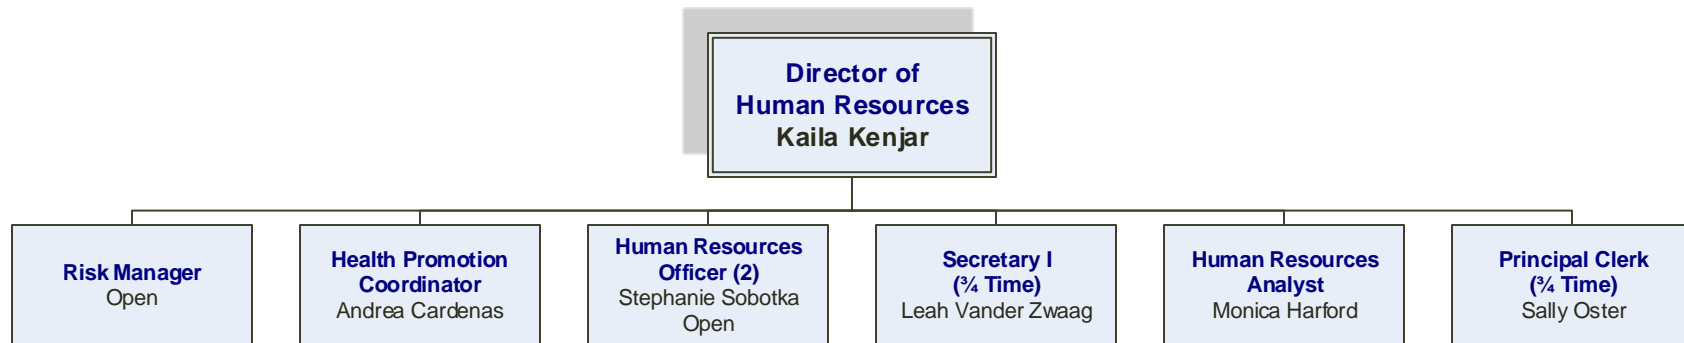 Director of
Human Resources
Kaila Kenjar
Risk Manager
Open
Health Promotion
Coordinator
Andrea Cardenas
Human Resources
Officer (2)
Stephanie Sobotka
Open
Secretary I
(¾ Time)
Leah Vander Zwaag
Human Resources
Analyst
Monica Harford
Principal Clerk
(¾ Time)
Sally Oster